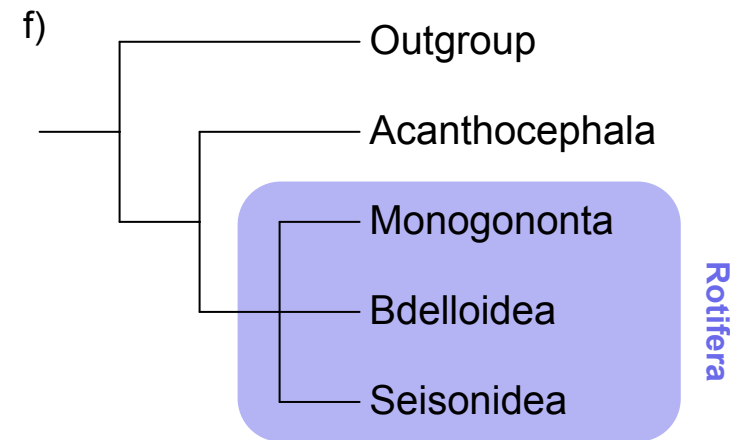 f)
Outgroup
Acanthocephala
Monogononta
Bdelloidea
Seisonidea
Rotifera